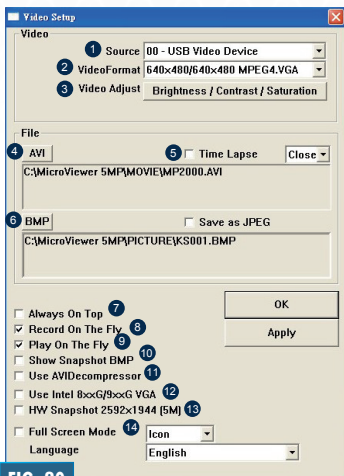 Video Setup
Video
1 Source 00 - USB Video Device
2 VideoFormat 640x480/640x480 MPEG4.VGA
3 Video Adjust Brightness / Contrast / Saturation
File
4 AVI 5 Time Lapse Close
C:\MicroViewer 5MP\MOVIE\MP2000.AVI
6 BMP Save as JPEG
C:\MicroViewer 5MP\PICTURE\KS001.BMP
Always On Top 7
OK
Record On The Fly 8
Play On The Fly 9
Apply
Show Snapshot BMP 10
Use AVIDecompressor 11
Use Intel 8xxG/9xxG VGA 12
HW Snapshot 2592x1944 (5M) 13
Full Screen Mode 14 Icon
Language English
FIG. 20